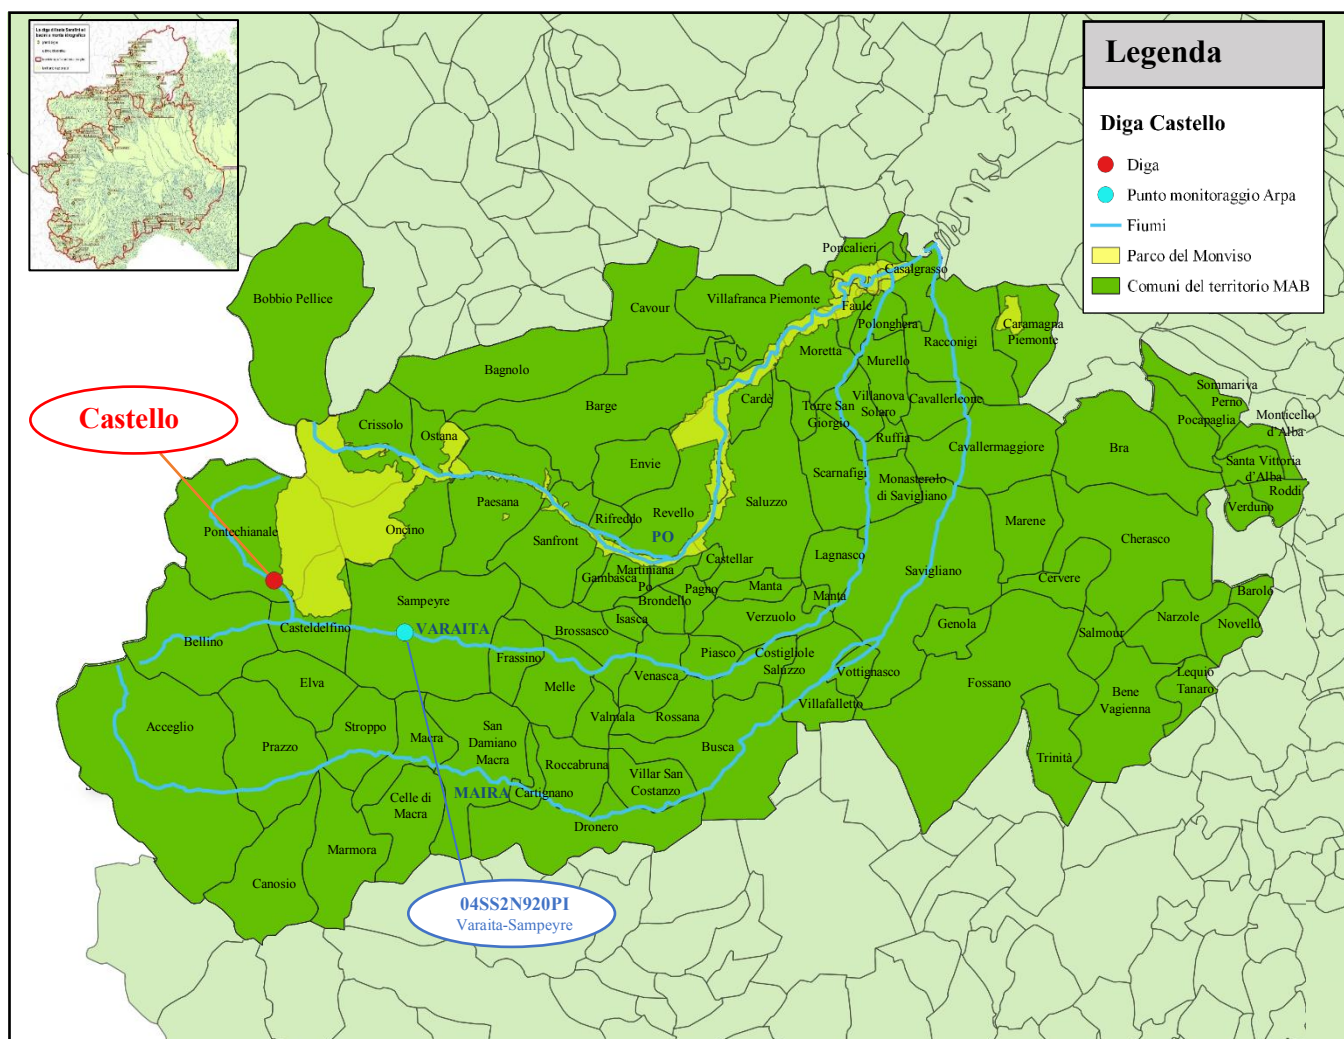 La diga di
Legenda
Diga Castello
Diga
Punto monitoraggio Arpa
Fiumi
Parco del Monviso
Comuni del territorio MAB
Castello
Bobbio Pellice
Cavour
Villafranca Piemonte
Poncalieri
Casalgrasso
Faule
Polonghera
Moretta
Murello
Racconigi
Caramagna
Piemonte
Bagnolo
Barge
Cardè
Torre San
Giorgio
Villanova
Solaro
Cavallerleone
Ruffia
Cavallermaggiore
Sommariva
Perno
Pocapaglia
Monticello
d'Alba
Bra
Santa Vittoria
d'Alba
Roddi
Verduno
Crissolo
Ostana
Envie
Scarnafigi
Monasterolo
di Savigliano
Saluzzo
Paesana
Oncino
Pontechianale
Rifreddo
Revello
Sanfront
PO
Marene
Cherasco
Martiniana
Po
Gambasca
Castellar
Lagnasco
Savigliano
Cervere
Pagno
Manta
Manta
Brondello
Isasca
Verzuolo
Barolo
Narzole
Novello
Salmour
Genola
Sampeyre
VARAITA
Casteldelfino
Bellino
Brossasco
Frassino
Piasco
Costigliole
Saluzzo
Vottignasco
Venasca
Melle
Fossano
Lequio
Tanaro
Bene
Vagienna
Villafalletto
Elva
Valmala
Rossana
Acceglio
Stroppo
Prazzo
Macra
San
Damiano
Macra
Busca
Trinità
Roccabruna
Villar San
Costanzo
MAIRA
Cartignano
Celle di
Macra
Dronero
Marmora
Canosio
04SS2N920PI
Varaita-Sampeyre